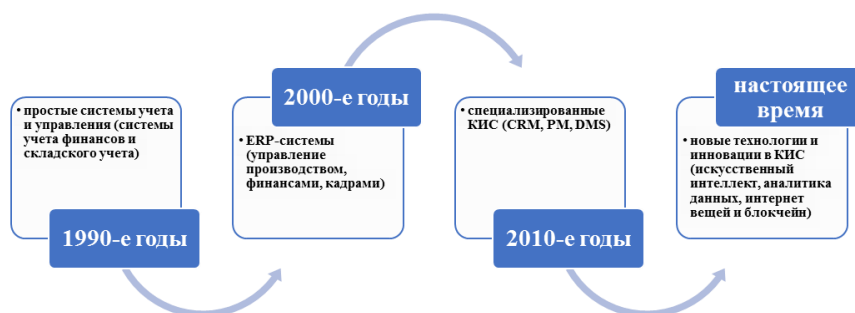 • простые системы учета
и управления (системы
учета финансов и
складского учета)
1990-е годы
2000-е годы
• ERP-системы
(управление
производством,
финансами, кадрами)
• специализированные
КИС (CRM, PM, DMS)
2010-е годы
настоящее
время
• новые технологии и
инновации в КИС
(искусственный
интеллект, аналитика
данных, интернет
вещей и блокчейн)